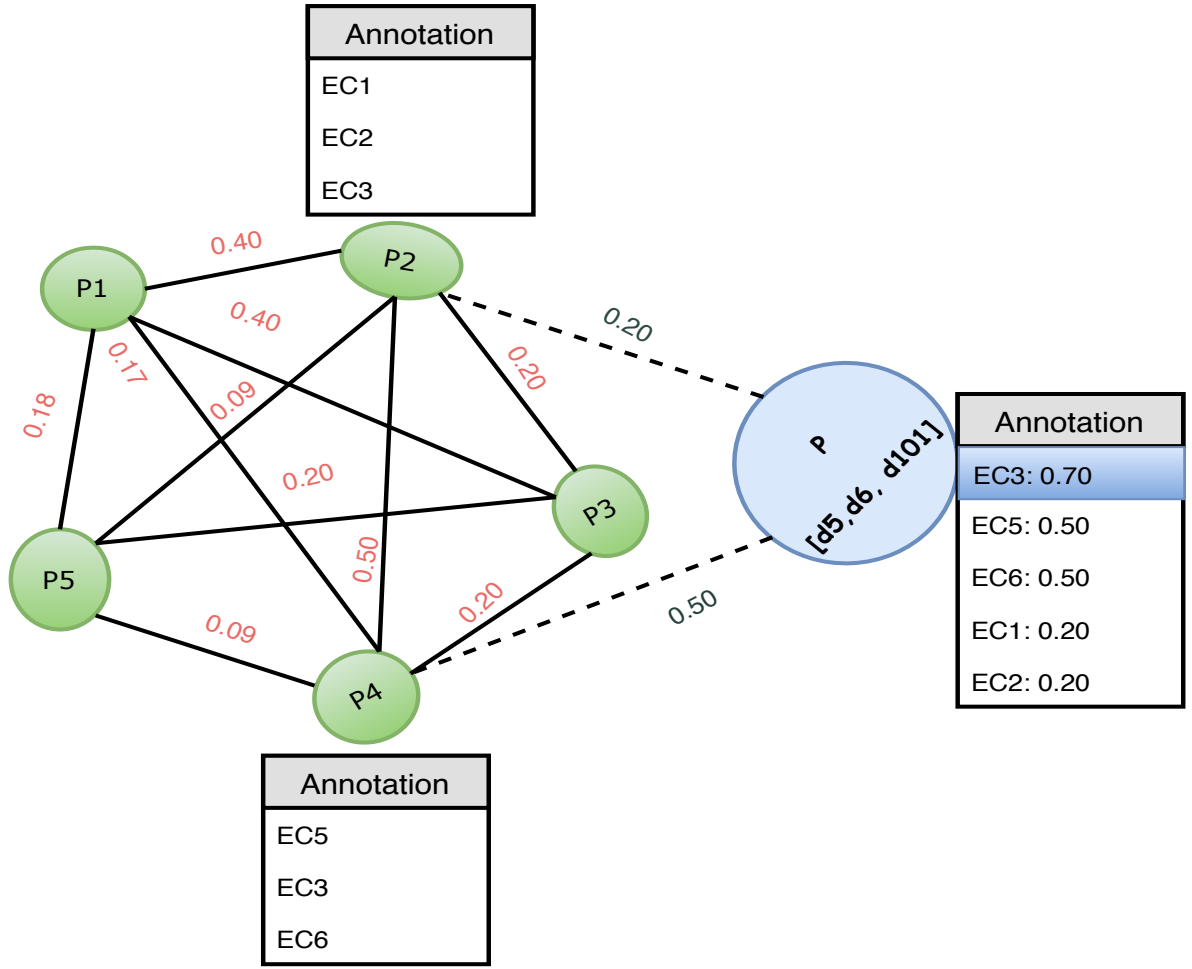 Annotation
EC1
EC2
EC3
0.40
P2
P1
0.40
0.20
0.20
0.17
0.18
0.09
P
[d5,d6, d101]
Annotation
EC3: 0.70
EC5: 0.50
EC6: 0.50
EC1: 0.20
EC2: 0.20
0.20
P3
0.50
P5
0.20
0.50
0.09
P4
Annotation
EC5
EC3
EC6